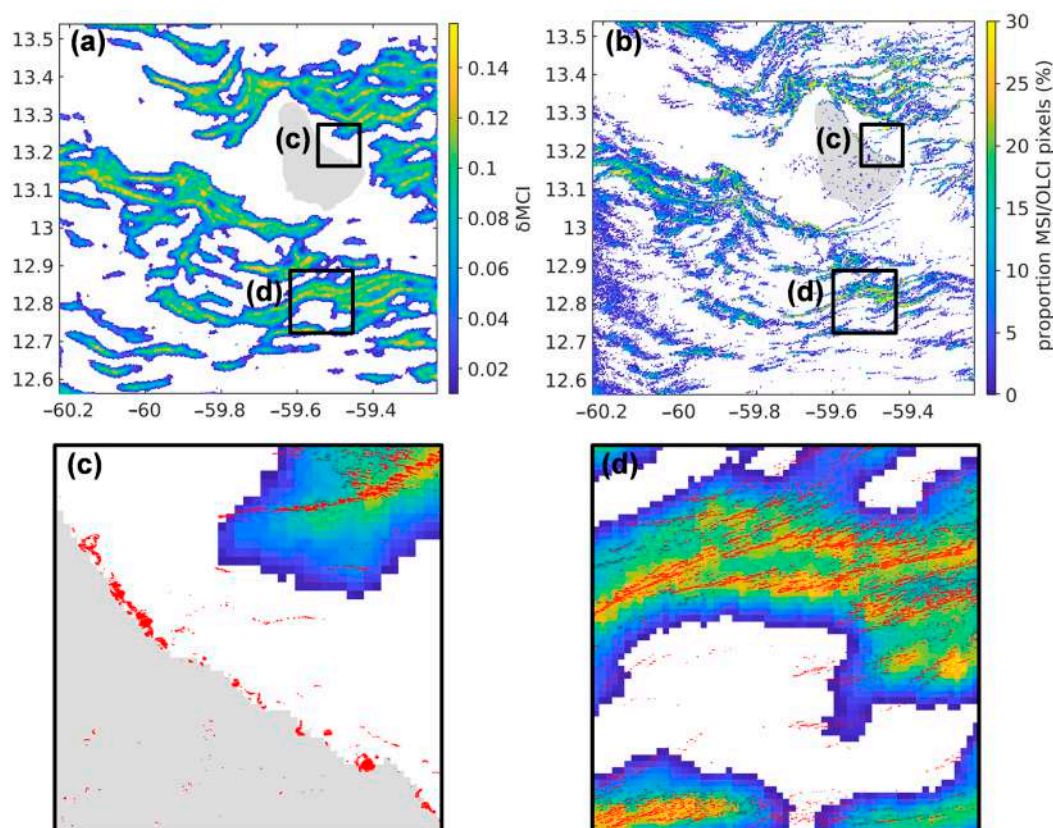 (a)
13.5
13.4
13.3
13.2
13.1
13
12.9
12.8
12.7
12.6
−60.2 −60 −59.8 −59.6 −59.4
(c)
(d)
0.14
0.12
0.1
0.08
0.06
0.04
0.02
δMCI
(b)
13.5
13.4
13.3
13.2
13.1
13
12.9
12.8
12.7
12.6
−60.2 −60 −59.8 −59.6 −59.4
(c)
(d)
30
25
20
15
10
5
0
proportion MSI/OLCI pixels (%)
(c)
(d)